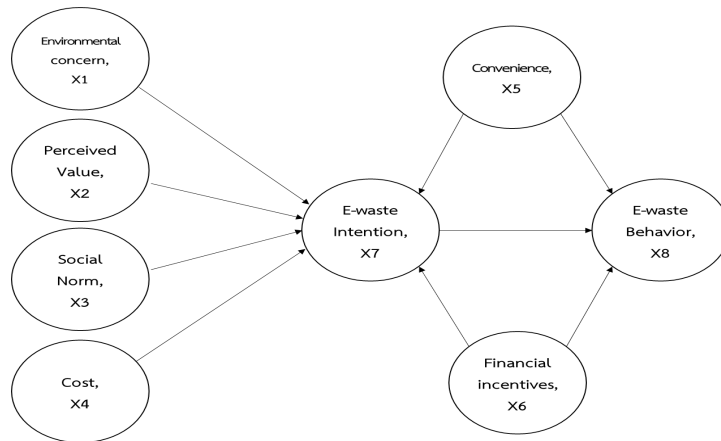 Environmental
concern,
X1
Perceived
Value,
X2
Social
Norm,
X3
Cost,
X4
E-waste
Intention,
X7
Convenience,
X5
Financial
incentives,
X6
E-waste
Behavior,
X8